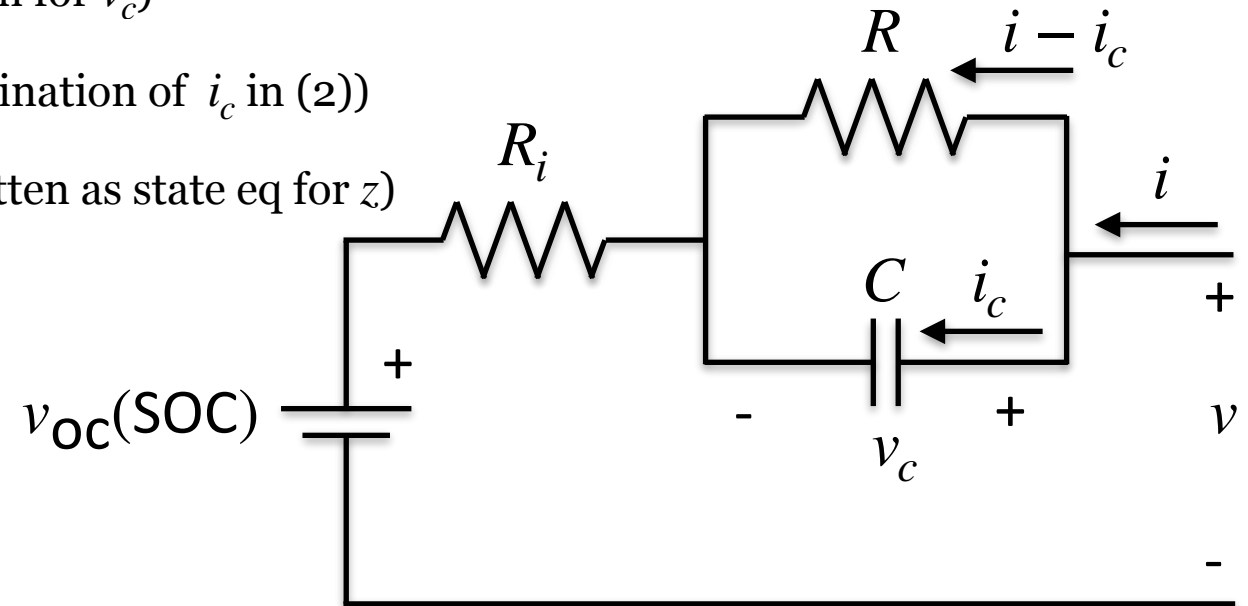 n for v_c)
R
i − i_c
ination of i_c in (2))
R_i
tten as state eq for z)
i
C
i_c
+
+
v_oc(SOC)
-
+
v
v_c
-